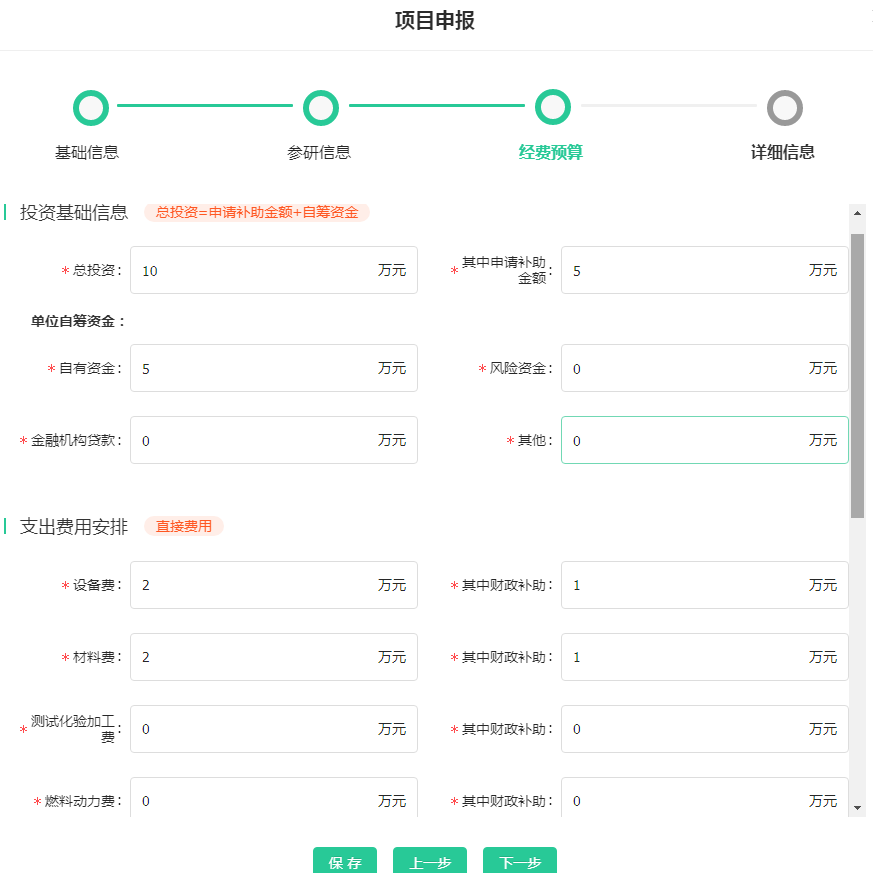 项目申报
基础信息 参研信息 经费预算 详细信息
投资基础信息 总投资=申请补助金额+自筹资金
*总投资: 10 万元 *其中申请补助金额: 5 万元
单位自筹资金：
*自有资金: 5 万元 *风险资金: 0 万元
*金融机构贷款: 0 万元 *其他: 0 万元
支出费用安排 直接费用
*设备费: 2 万元 *其中财政补助: 1 万元
*材料费: 2 万元 *其中财政补助: 1 万元
*测试化验加工费: 0 万元 *其中财政补助: 0 万元
*燃料动力费: 0 万元 *其中财政补助: 0 万元
保存 上一步 下一步